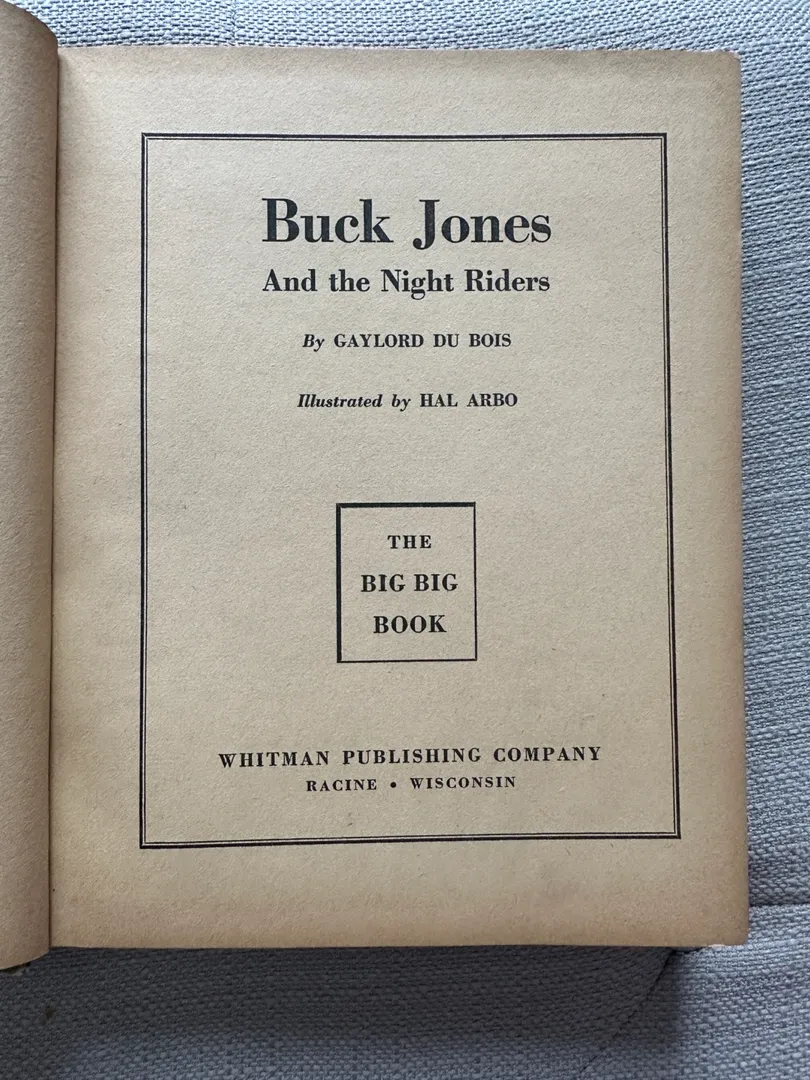 Buck Jones
And the Night Riders
By GAYLORD DU BOIS
Illustrated by HAL ARBO
THE
BIG BIG
BOOK
WHITMAN PUBLISHING COMPANY
RACINE • WISCONSIN